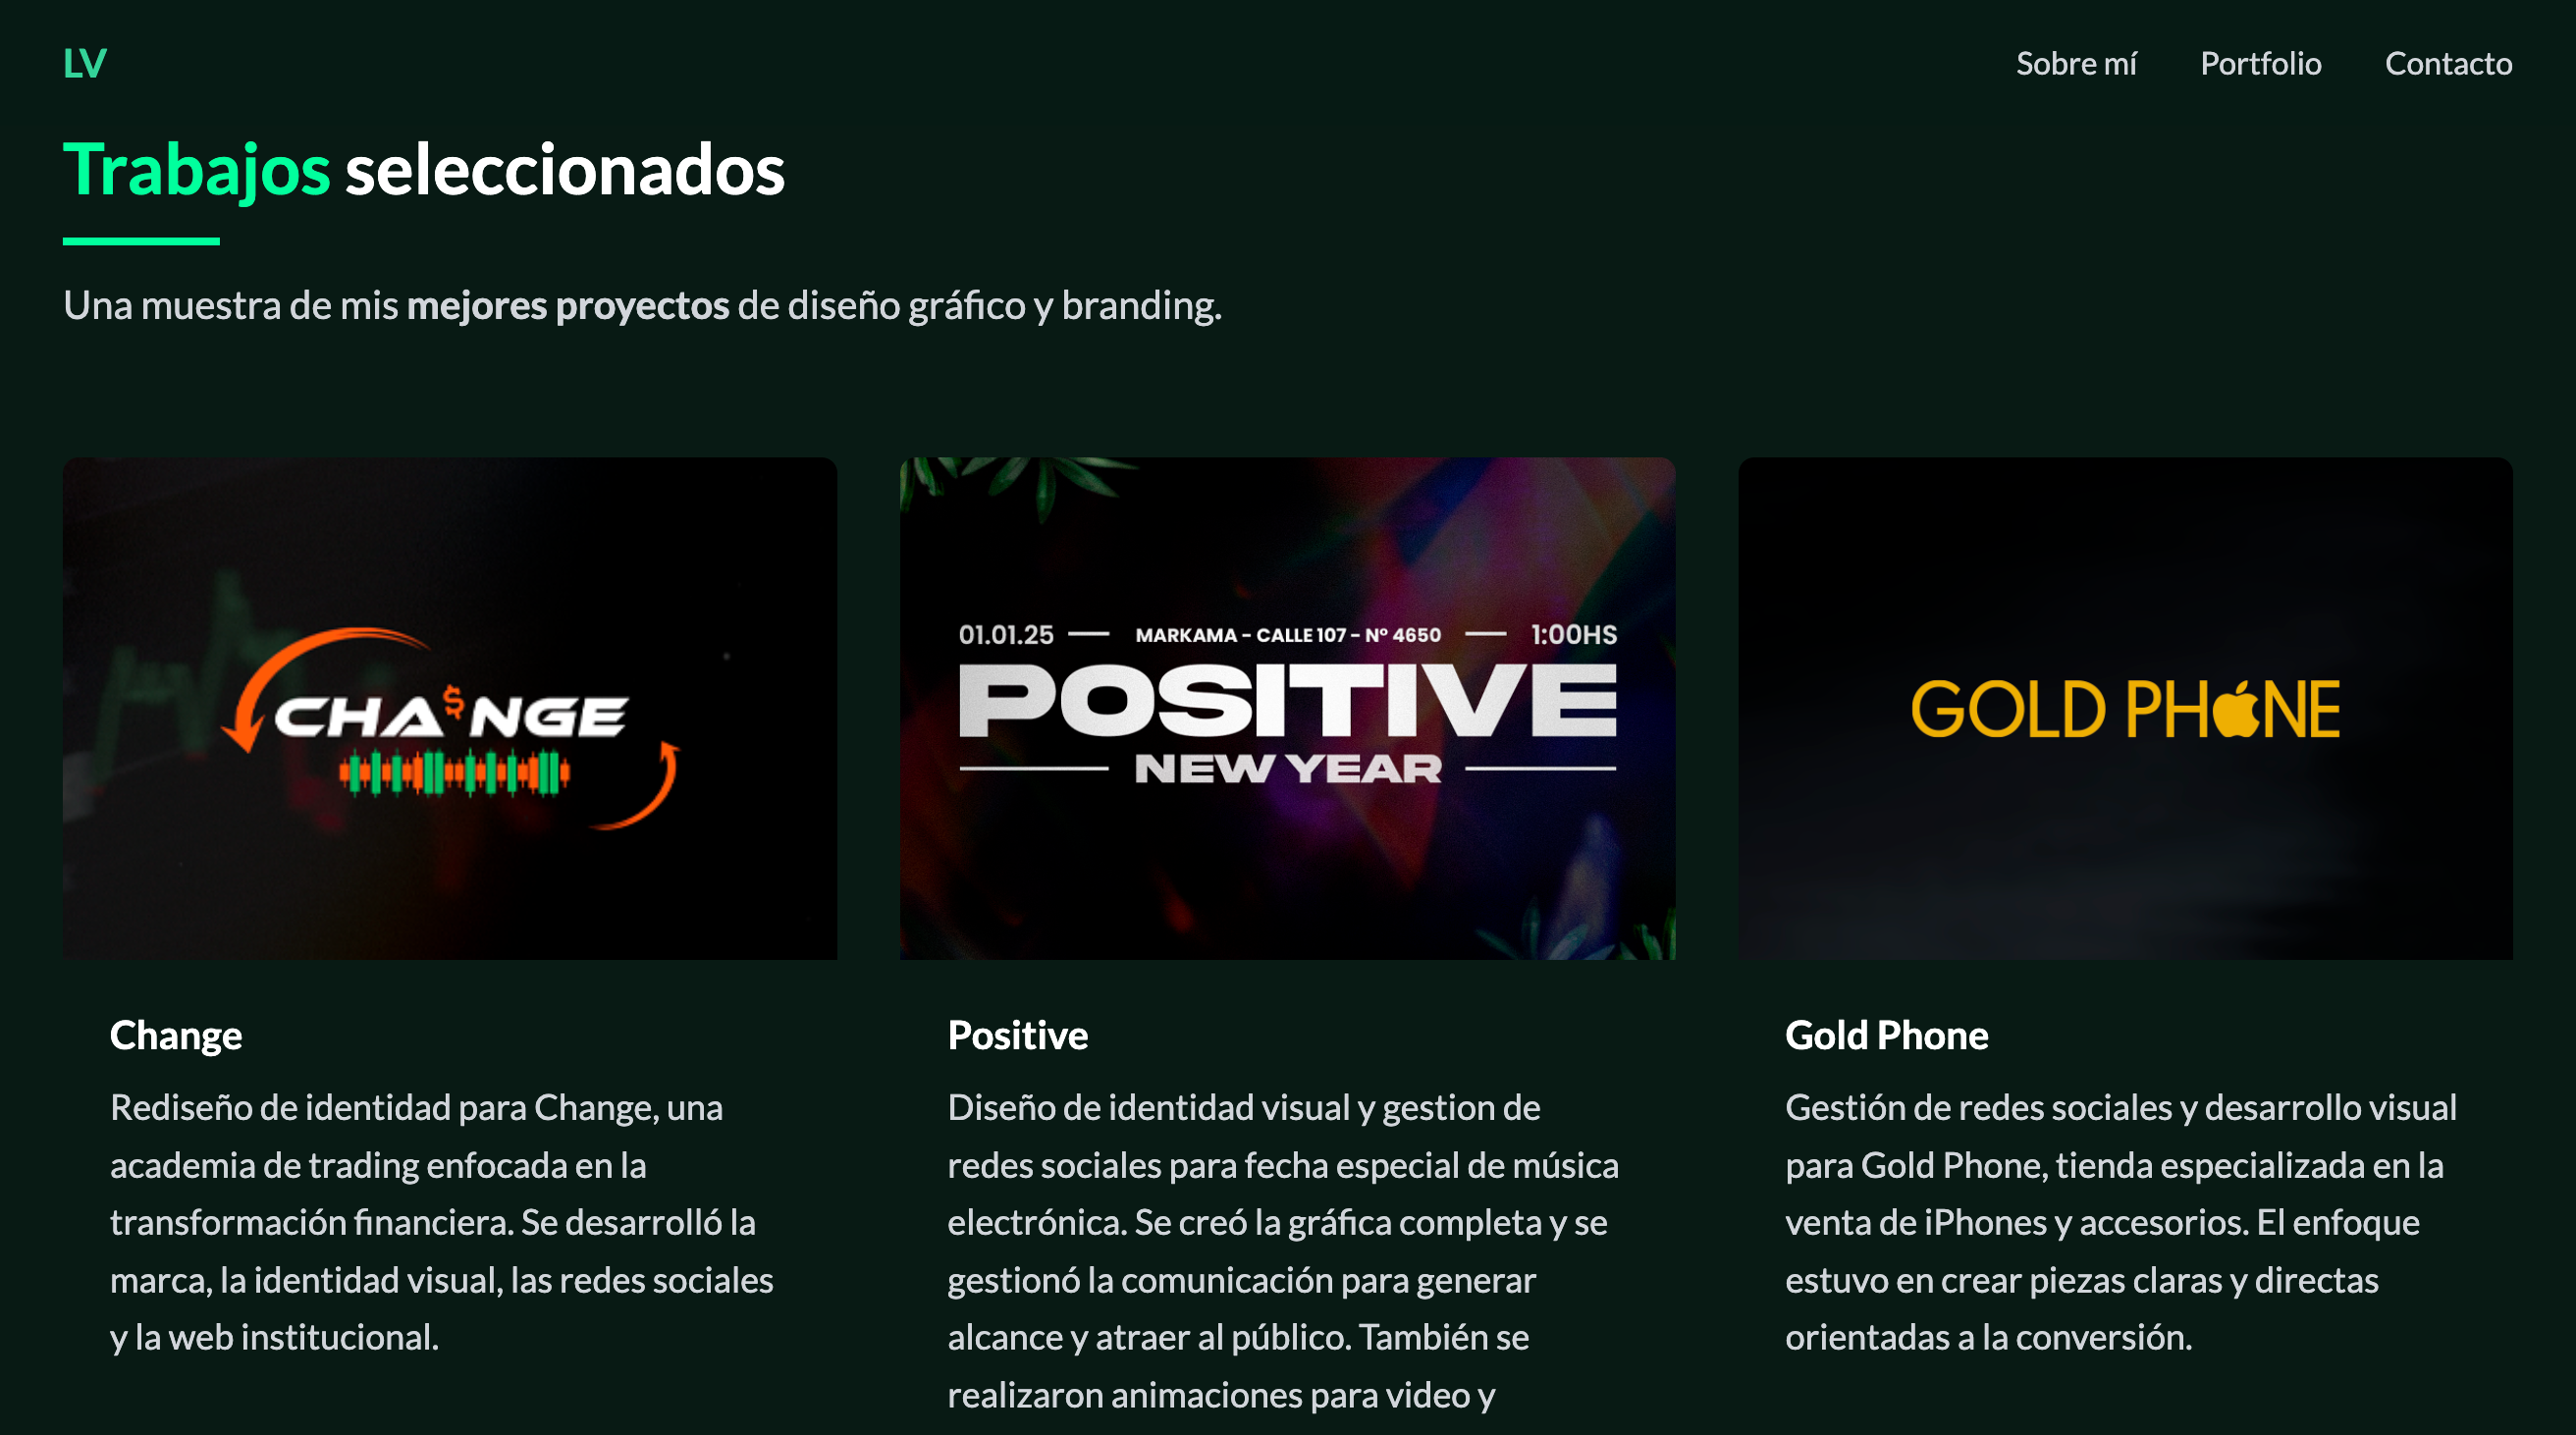 LV
Sobre mí Portfolio Contacto
Trabajos seleccionados
Una muestra de mis mejores proyectos de diseño gráfico y branding.
CHA$NGE
01.01.25 — MARKAMA - CALLE 107 - Nº 4650 — 1:00HS
POSITIVE
NEW YEAR
GOLD PHONE
Change
Rediseño de identidad para Change, una
academia de trading enfocada en la
transformación financiera. Se desarrolló la
marca, la identidad visual, las redes sociales
y la web institucional.
Positive
Diseño de identidad visual y gestion de
redes sociales para fecha especial de música
electrónica. Se creó la gráfica completa y se
gestionó la comunicación para generar
alcance y atraer al público. También se
realizaron animaciones para video y
Gold Phone
Gestión de redes sociales y desarrollo visual
para Gold Phone, tienda especializada en la
venta de iPhones y accesorios. El enfoque
estuvo en crear piezas claras y directas
orientadas a la conversión.